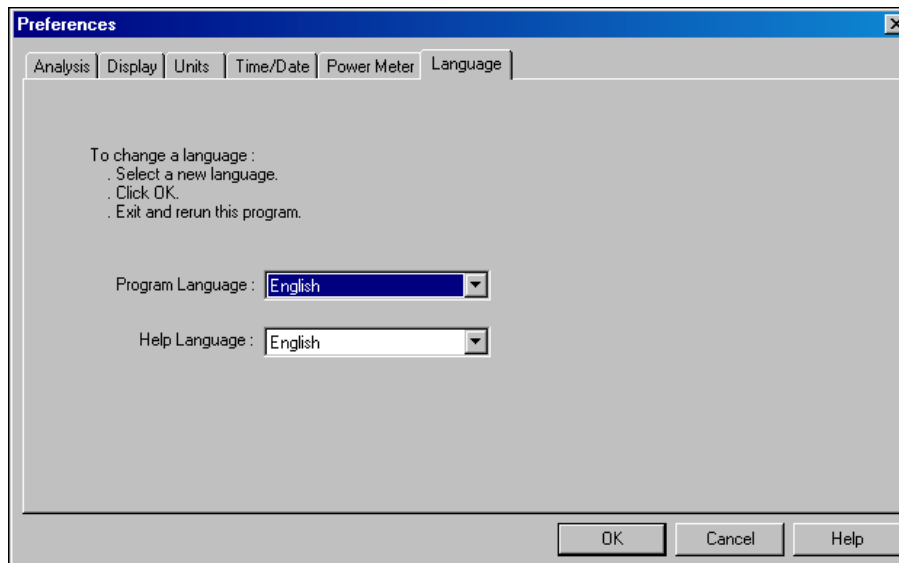 Preferences
Analysis Display Units Time/Date Power Meter Language
To change a language :
. Select a new language.
. Click OK.
. Exit and rerun this program.
Program Language : English
Help Language : English
OK Cancel Help